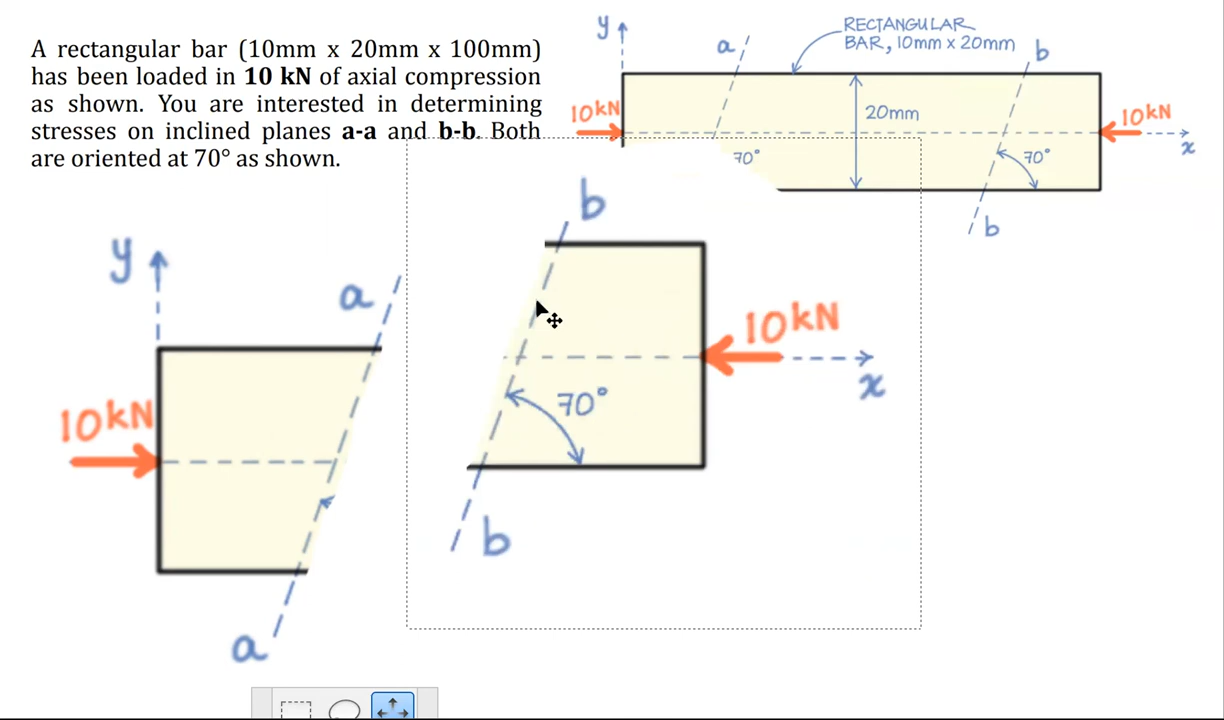 A rectangular bar (10mm x 20mm x 100mm)
has been loaded in 10 kN of axial compression
as shown. You are interested in determining
stresses on inclined planes a-a and b-b. Both
are oriented at 70° as shown.
y
RECTANGULAR
BAR, 10mm x 20mm
a
b
10kN
20mm
10kN
x
70°
70°
b
b
y
a
10kN
10kN
x
70°
b
a